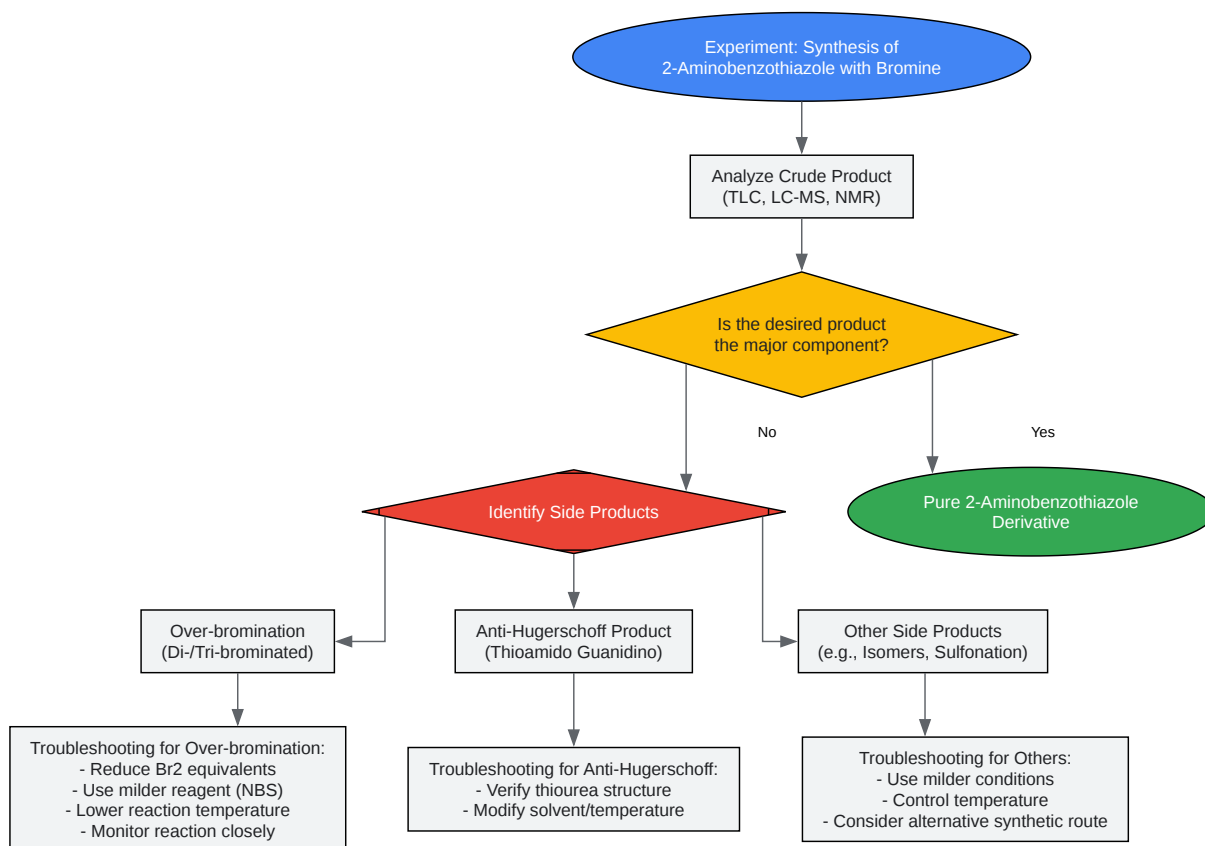 Experiment: Synthesis of
2-Aminobenzothiazole with Bromine
Analyze Crude Product
(TLC, LC-MS, NMR)
Is the desired product
the major component?
No
Yes
Identify Side Products
Pure 2-Aminobenzothiazole
Derivative
Over-bromination
(Di-/Tri-brominated)
Anti-Hugerschoff Product
(Thioamido Guanidino)
Other Side Products
(e.g., Isomers, Sulfonation)
Troubleshooting for Over-bromination:
- Reduce Br2 equivalents
- Use milder reagent (NBS)
- Lower reaction temperature
- Monitor reaction closely
Troubleshooting for Anti-Hugerschoff:
- Verify thiourea structure
- Modify solvent/temperature
Troubleshooting for Others:
- Use milder conditions
- Control temperature
- Consider alternative synthetic route